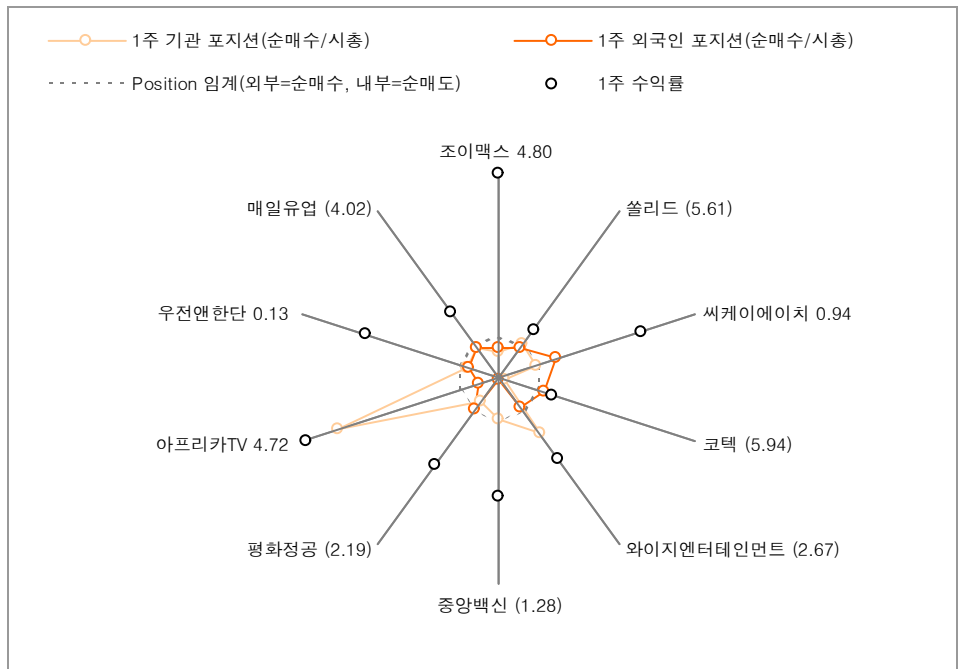 1주 기관 포지션(순매수/시총)
1주 외국인 포지션(순매수/시총)
Position 임계(외부=순매수, 내부=순매도)
1주 수익률
조이맥스 4.80
매일유업 (4.02)
쏠리드 (5.61)
우전앤한단 0.13
씨케이에이치 0.94
아프리카TV 4.72
코텍 (5.94)
평화정공 (2.19)
와이지엔터테인먼트 (2.67)
중앙백신 (1.28)